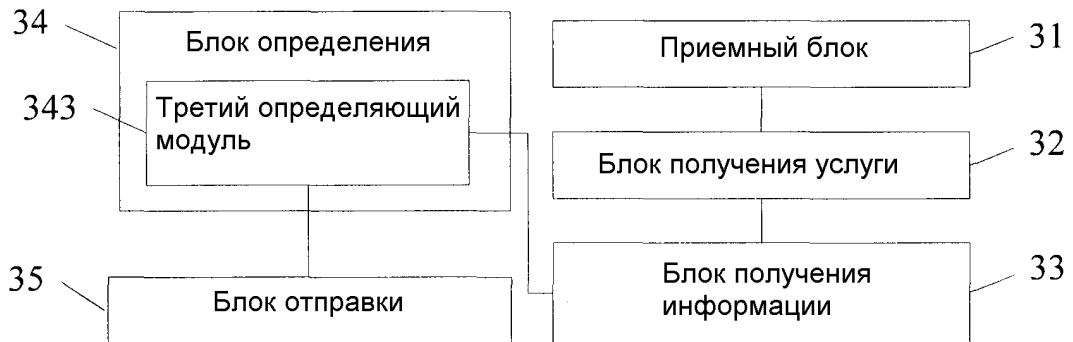 34
Блок определения
343
Третий определяющий
модуль
35
Блок отправки
Приемный блок
31
Блок получения услуги
32
Блок получения
информации
33